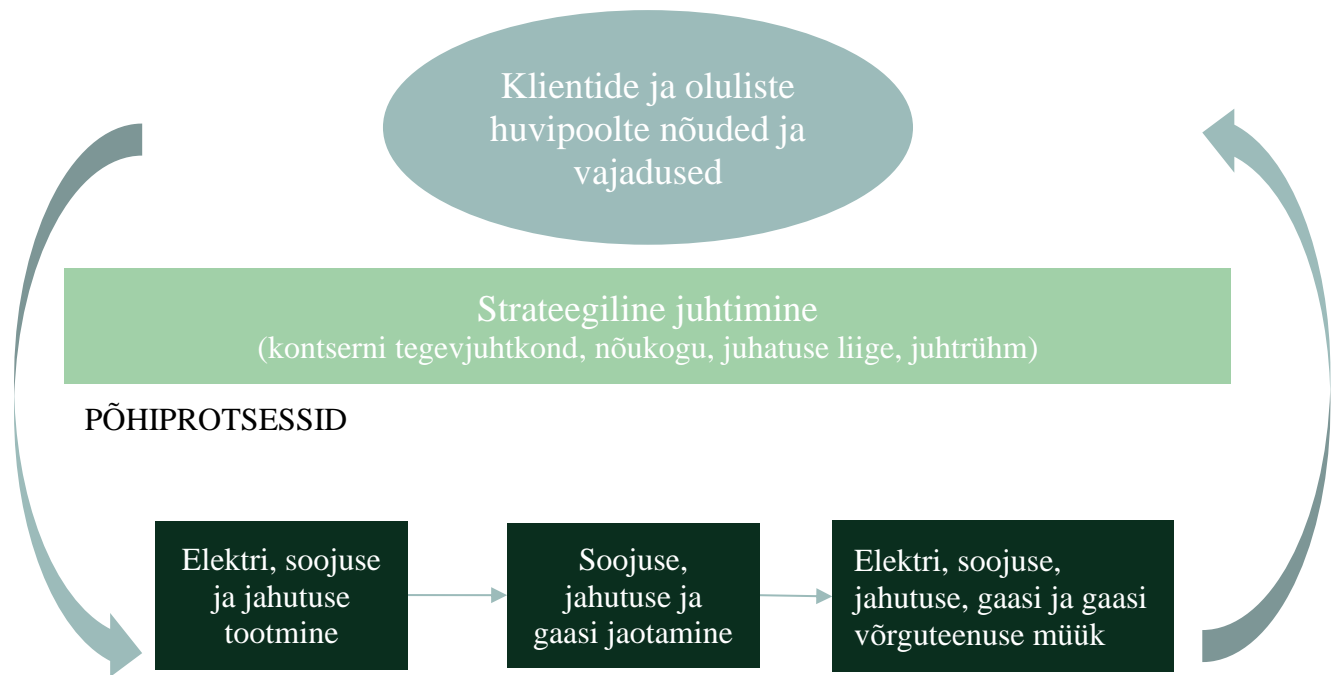 Klientide ja oluliste
huvipoolte nõuded ja
vajadused
Strateegiline juhtimine
(kontserni tegevjuhtkond, nõukogu, juhatuse liige, juhtrühm)
PÕHIPROTSESSID
Elektri, soojuse
ja jahutuse
tootmine
Soojuse,
jahutuse ja
gaasi jaotamine
Elektri, soojuse,
jahutuse, gaasi ja gaasi
võrguteenuse müük